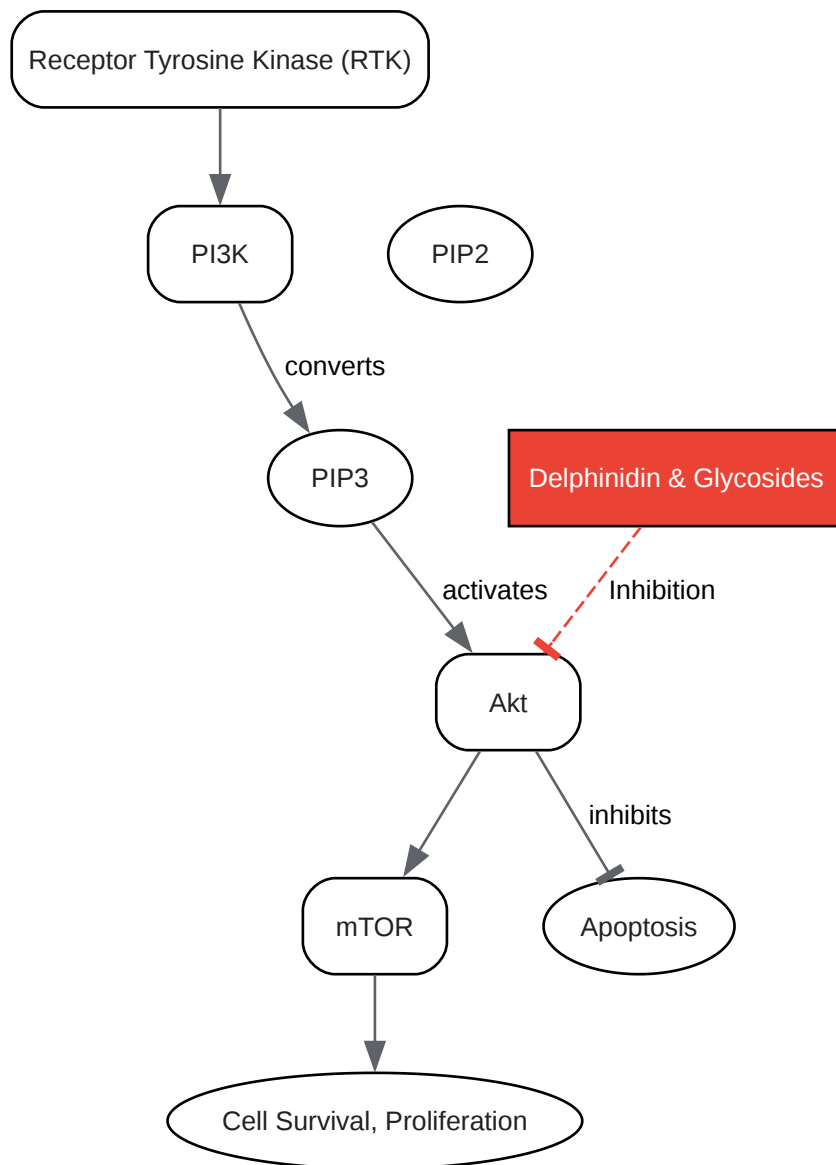 Receptor Tyrosine Kinase (RTK)
PI3K
PIP2
converts
PIP3
Delphinidin & Glycosides
activates
Inhibition
Akt
inhibits
mTOR
Apoptosis
Cell Survival, Proliferation